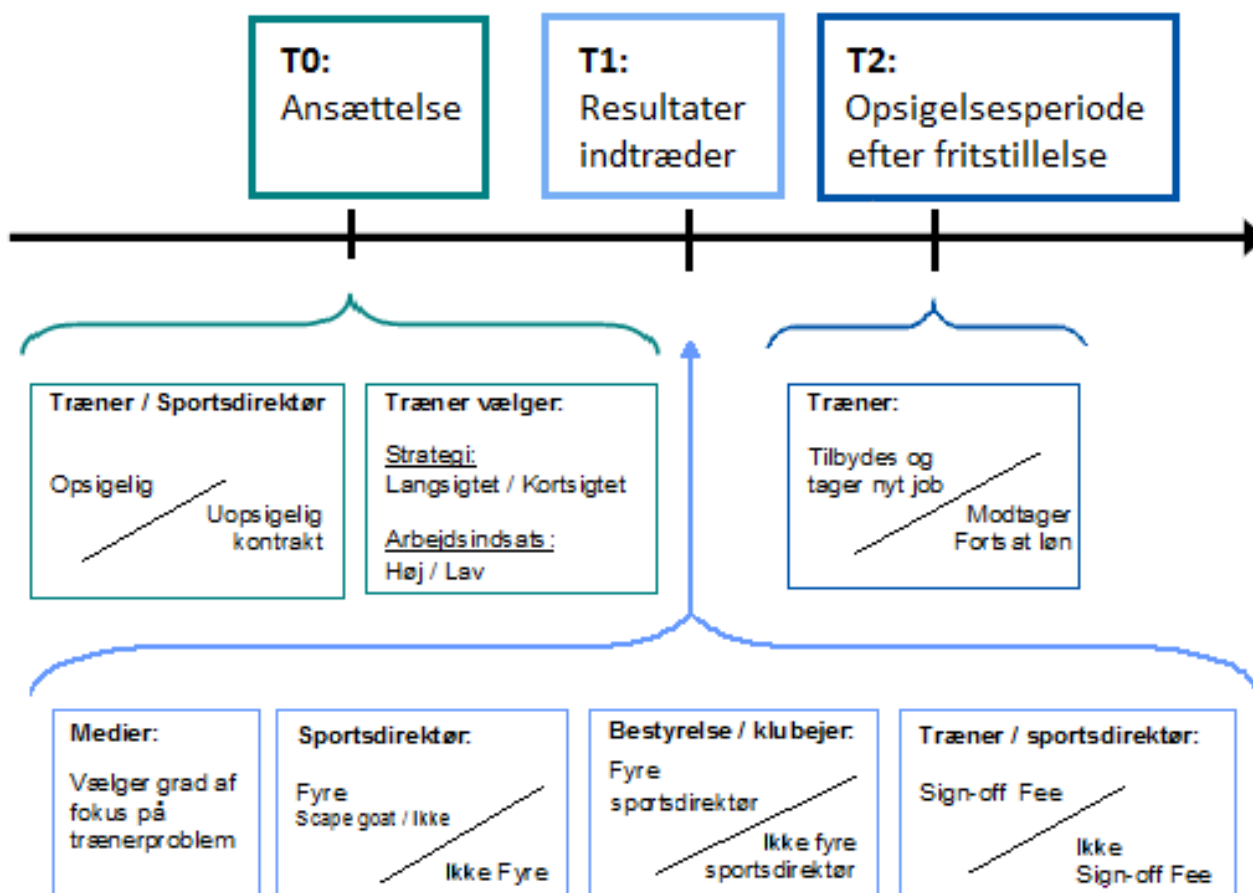 T0:
Ansættelse
T1:
Resultater
indtræder
T2:
Opsigelsesperiode
efter fritstillelse
Træner / Sportsdirektør
Opsigelig
Uopsigelig
kontrakt
Træner vælger:
Strategi:
Langsigtet / Kortsigtet
Arbejdsindsats:
Høj / Lav
Træner:
Tilbydes og
tager nyt job
Modtager
Fortsat løn
Medier:
Vælger grad af
fokus på
trænerproblem
Sportsdirektør:
Fyre
Scape goat / Ikke
Ikke Fyre
Bestyrelse / klubejer:
Fyre
sportsdirektør
Ikke fyre
sportsdirektør
Træner / sportsdirektør:
Sign-off Fee
Ikke
Sign-off Fee